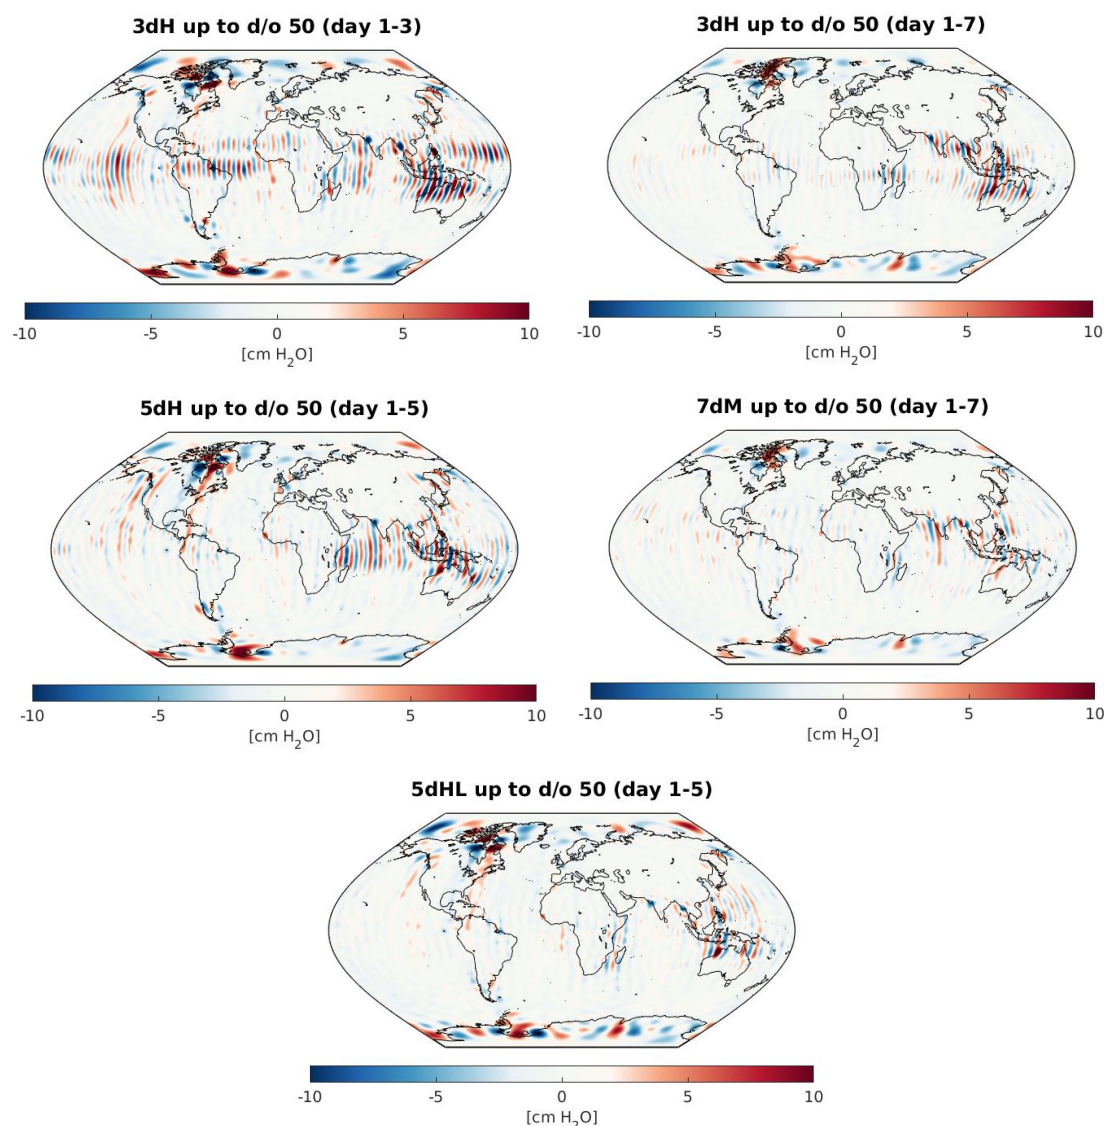 3dH up to d/o 50 (day 1-3)
-10 -5 0 5 10
[cm H2O]
3dH up to d/o 50 (day 1-7)
-10 -5 0 5 10
[cm H2O]
5dH up to d/o 50 (day 1-5)
-10 -5 0 5 10
[cm H2O]
7dM up to d/o 50 (day 1-7)
-10 -5 0 5 10
[cm H2O]
5dHL up to d/o 50 (day 1-5)
-10 -5 0 5 10
[cm H2O]